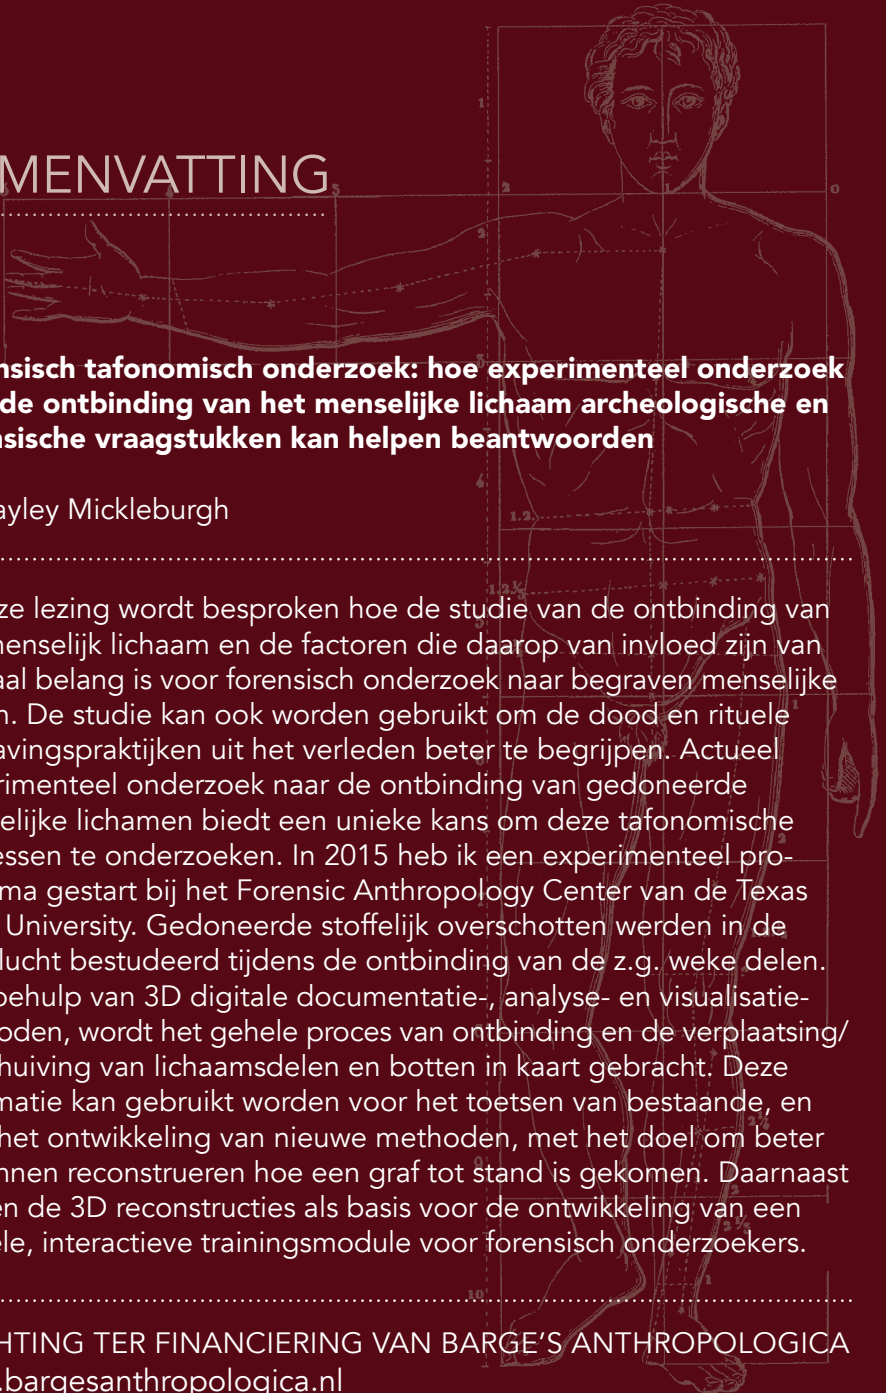 MENVATTING
nsisch tafonomisch onderzoek: hoe experimenteel onderzoek
de ontbinding van het menselijke lichaam archeologische en
nsische vraagstukken kan helpen beantwoorden
ayley Mickleburgh
ze lezing wordt besproken hoe de studie van de ontbinding van
menselijk lichaam en de factoren die daarop van invloed zijn van
aal belang is voor forensisch onderzoek naar begraven menselijke
n. De studie kan ook worden gebruikt om de dood en rituele
avingspraktijken uit het verleden beter te begrijpen. Actueel
rimenteel onderzoek naar de ontbinding van gedoneerde
elijke lichamen biedt een unieke kans om deze tafonomische
essen te onderzoeken. In 2015 heb ik een experimenteel pro-
ma gestart bij het Forensic Anthropology Center van de Texas
University. Gedoneerde stoffelijk overschotten werden in de
lucht bestudeerd tijdens de ontbinding van de z.g. weke delen.
behulp van 3D digitale documentatie-, analyse- en visualisatie-
oden, wordt het gehele proces van ontbinding en de verplaatsing/
huiving van lichaamsdelen en botten in kaart gebracht. Deze
matie kan gebruikt worden voor het toetsen van bestaande, en
het ontwikkeling van nieuwe methoden, met het doel om beter
nnen reconstrueren hoe een graf tot stand is gekomen. Daarnaast
en de 3D reconstructies als basis voor de ontwikkeling van een
ele, interactieve trainingsmodule voor forensisch onderzoekers.
HTING TER FINANCIERING VAN BARGE'S ANTHROPOLOGICA
.bargesanthropologica.nl